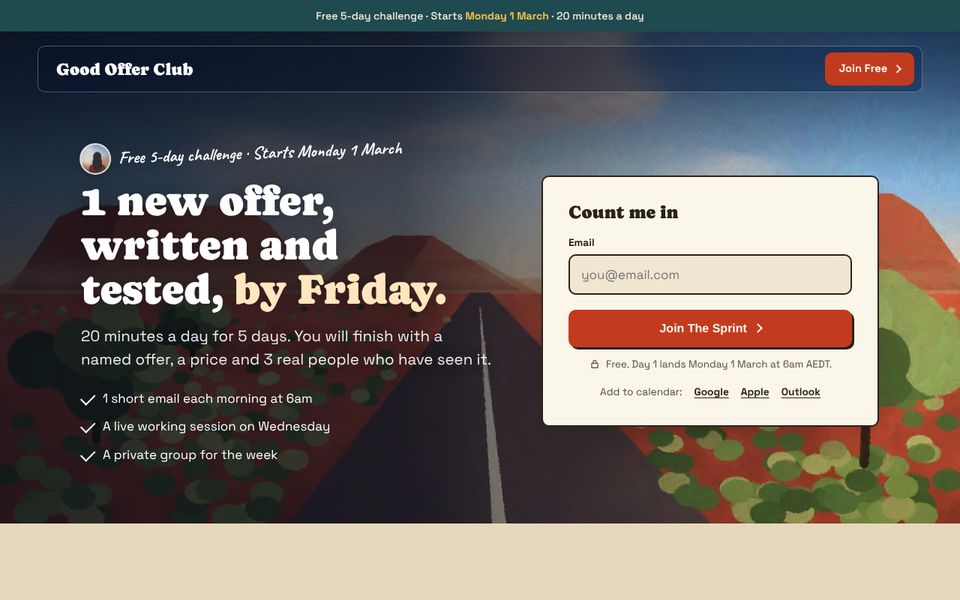 Free 5-day challenge · Starts Monday 1 March · 20 minutes a day
Good Offer Club
Join Free
Free 5-day challenge · Starts Monday 1 March
1 new offer,
written and
tested, by Friday.
20 minutes a day for 5 days. You will finish with a
named offer, a price and 3 real people who have seen it.
1 short email each morning at 6am
A live working session on Wednesday
A private group for the week
Count me in
Email
you@email.com
Join The Sprint
Free. Day 1 lands Monday 1 March at 6am AEDT.
Add to calendar: Google Apple Outlook